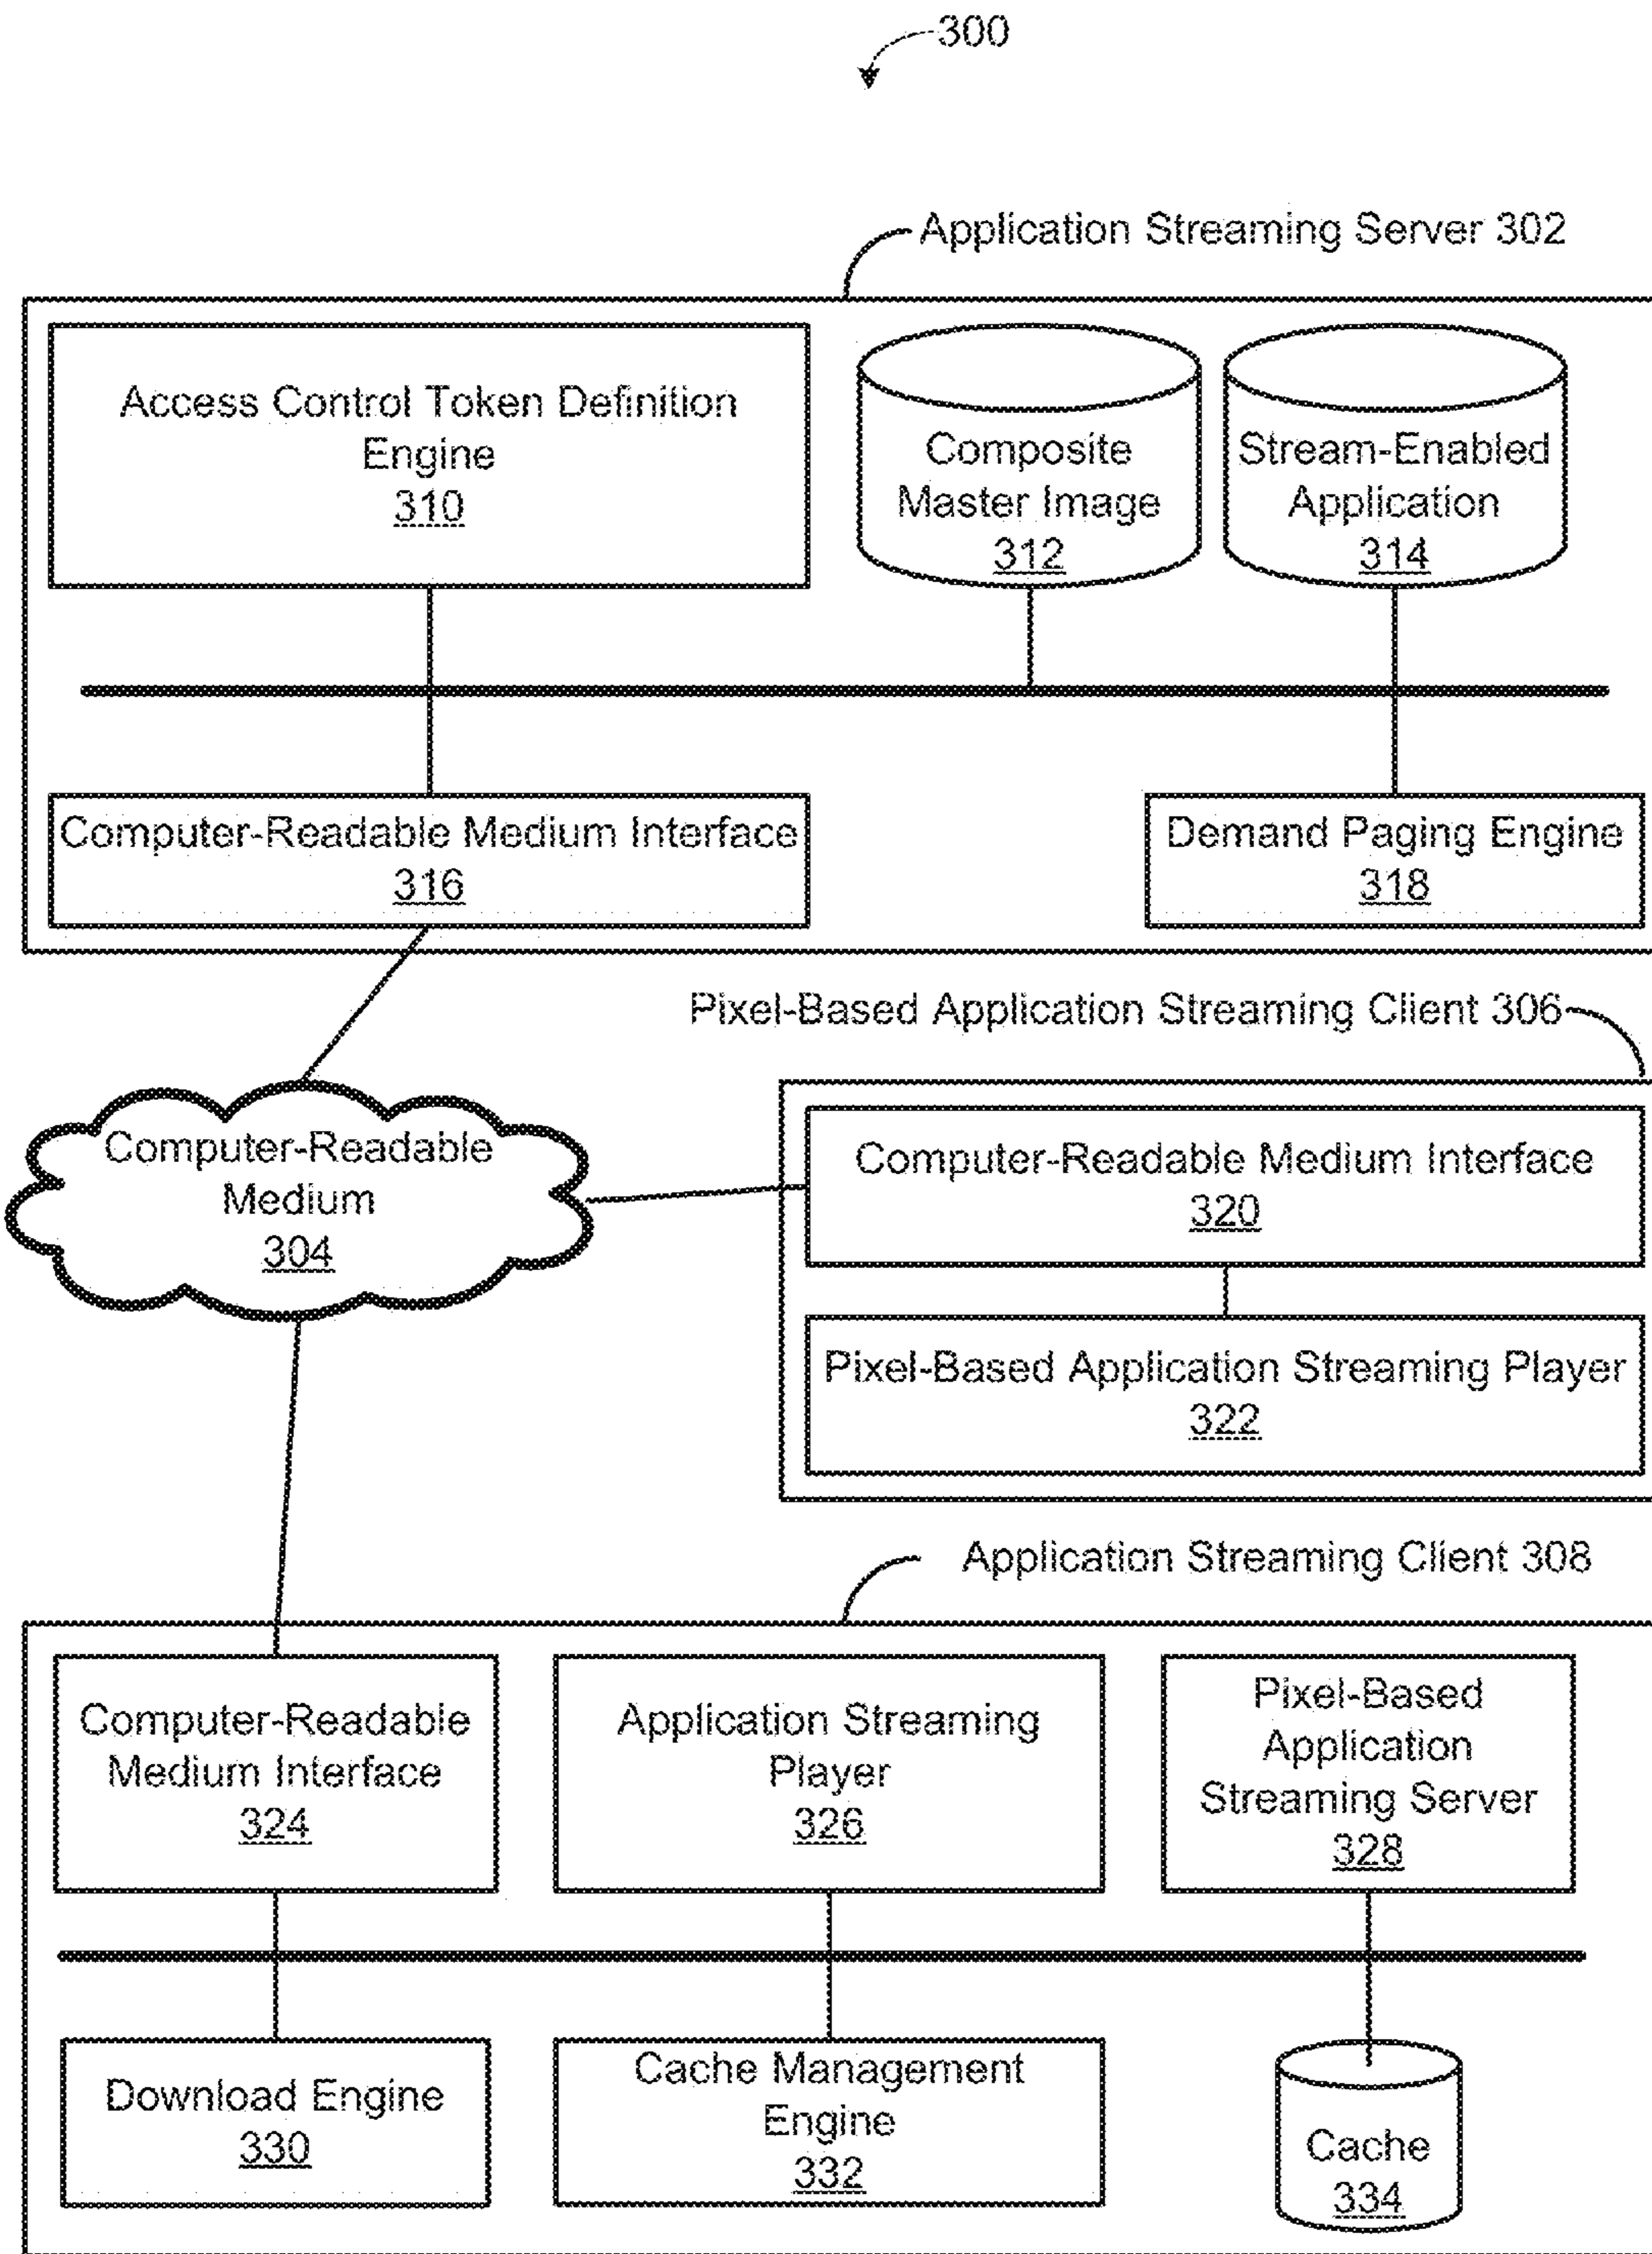 300
Application Streaming Server 302
Access Control Token Definition
Engine
310
Composite
Master Image
312
Stream-Enabled
Application
314
Computer-Readable Medium Interface
316
Demand Paging Engine
318
Pixel-Based Application Streaming Client 306
Computer-Readable
Medium
304
Computer-Readable Medium Interface
320
Pixel-Based Application Streaming Player
322
Application Streaming Client 308
Computer-Readable
Medium Interface
324
Application Streaming
Player
326
Pixel-Based
Application
Streaming Server
328
Download Engine
330
Cache Management
Engine
332
Cache
334